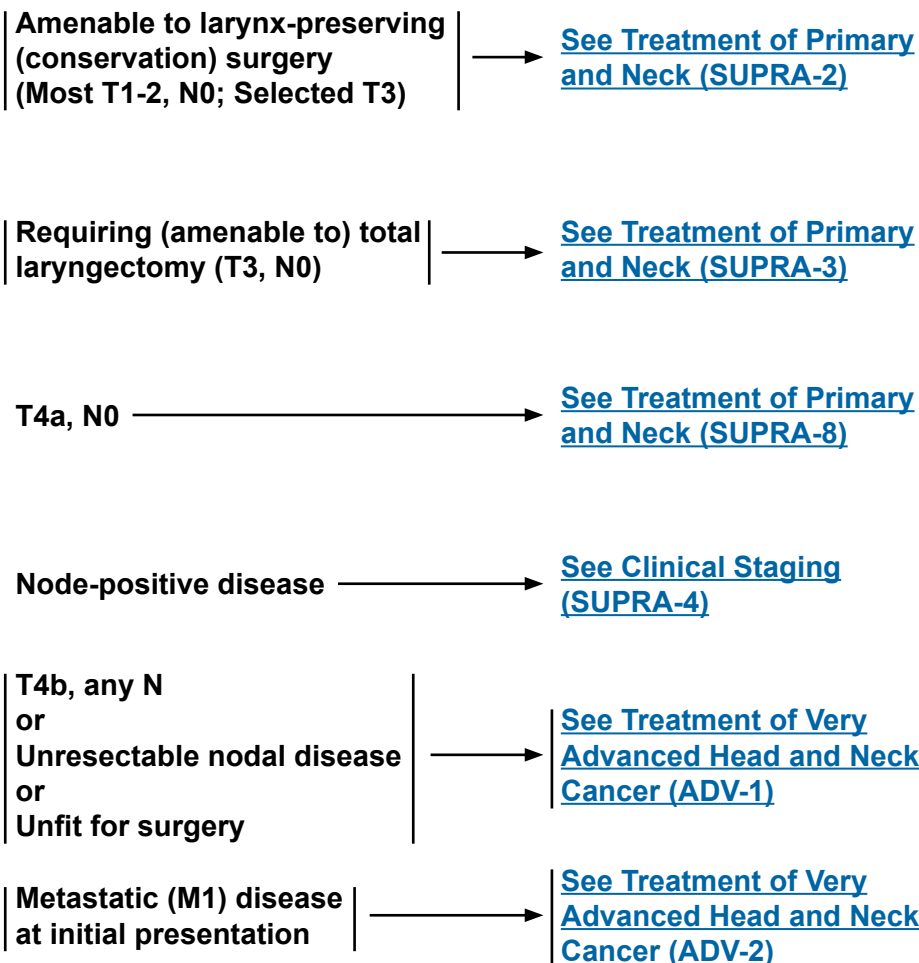 Amenable to larynx-preserving
(conservation) surgery
(Most T1-2, N0; Selected T3)
See Treatment of Primary
and Neck (SUPRA-2)
Requiring (amenable to) total
laryngectomy (T3, N0)
See Treatment of Primary
and Neck (SUPRA-3)
T4a, N0
See Treatment of Primary
and Neck (SUPRA-8)
Node-positive disease
See Clinical Staging
(SUPRA-4)
T4b, any N
or
Unresectable nodal disease
or
Unfit for surgery
See Treatment of Very
Advanced Head and Neck
Cancer (ADV-1)
Metastatic (M1) disease
at initial presentation
See Treatment of Very
Advanced Head and Neck
Cancer (ADV-2)